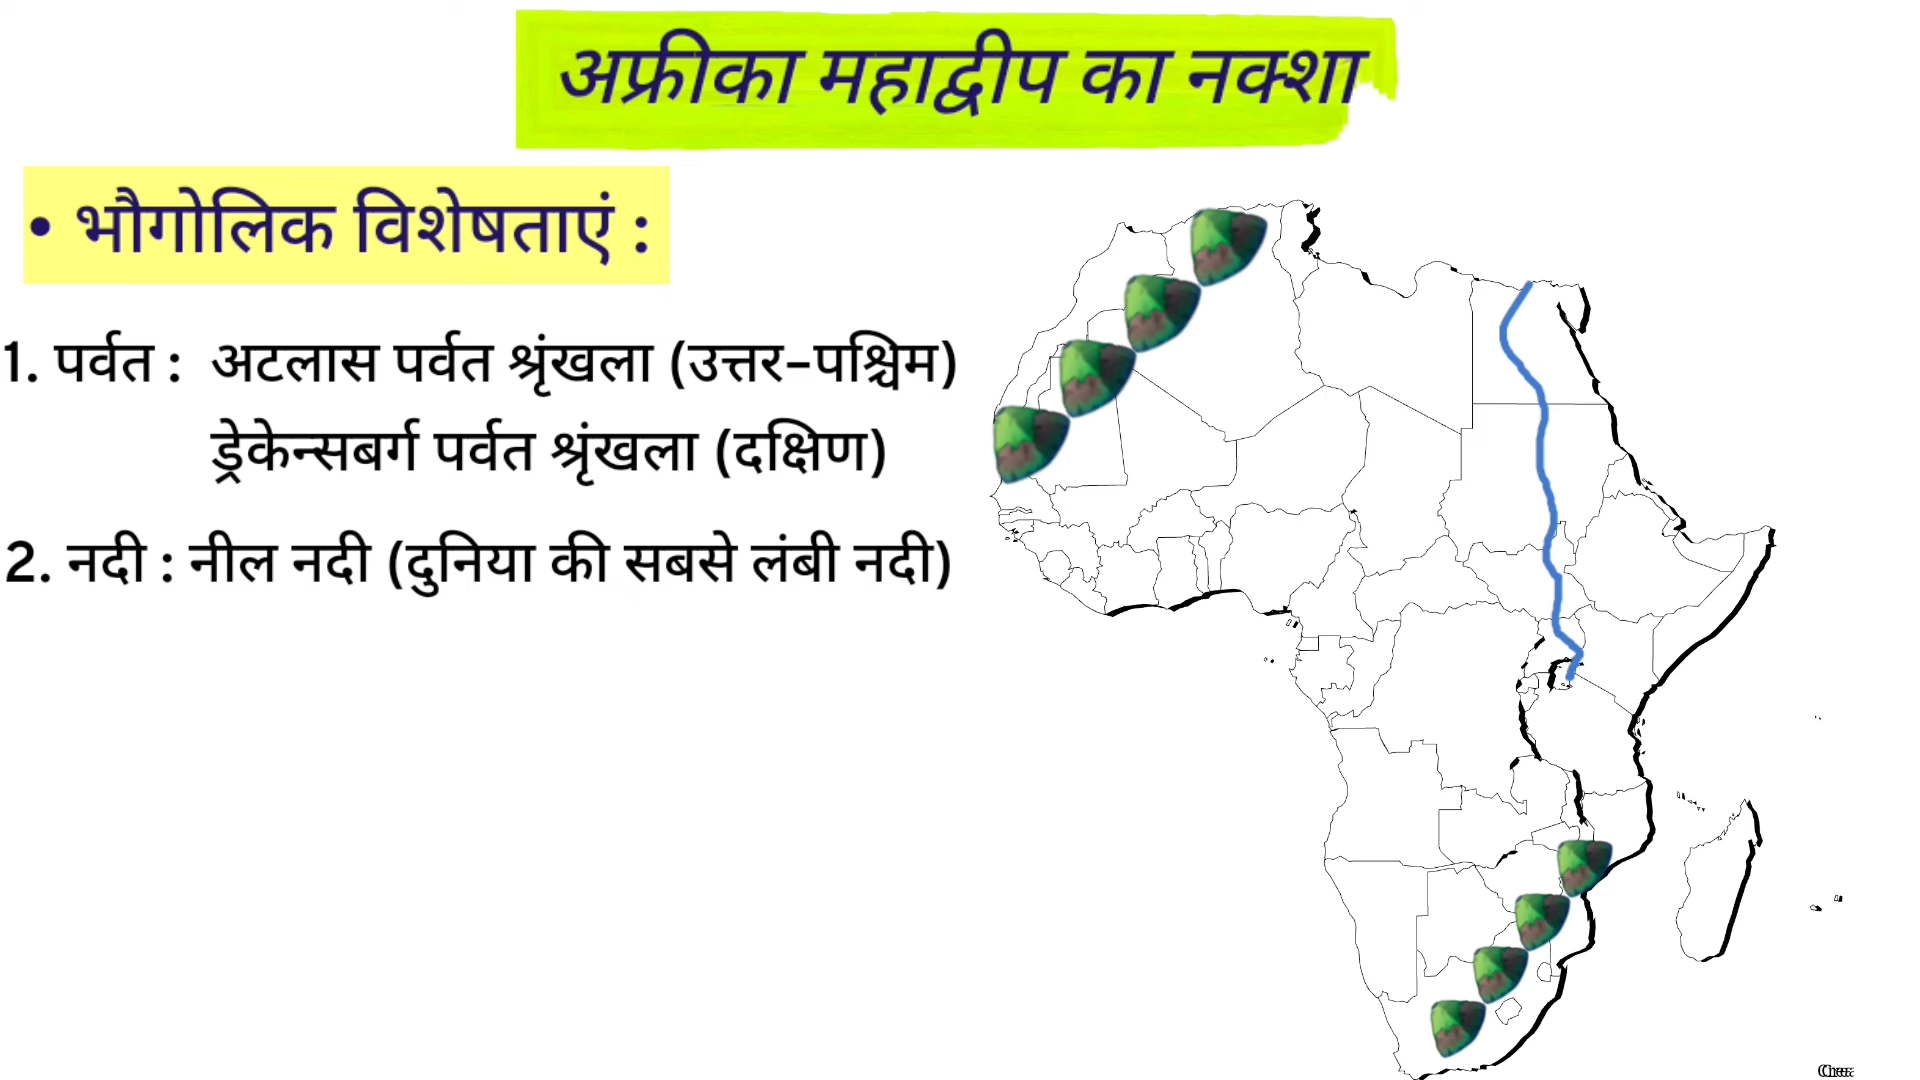 अफ्रीका महाद्वीप का नक्शा
• भौगोलिक विशेषताएं :
1. पर्वत : अटलास पर्वत श्रृंखला (उत्तर-पश्चिम)
ड्रेकेन्सबर्ग पर्वत श्रृंखला (दक्षिण)
2. नदी : नील नदी (दुनिया की सबसे लंबी नदी)